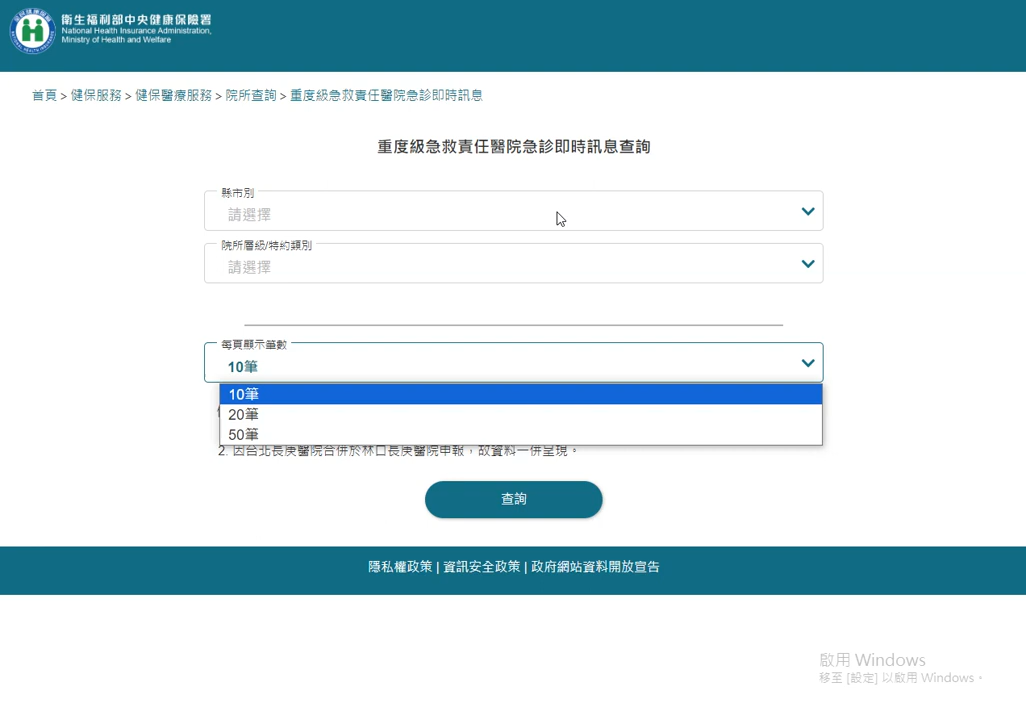 衛生福利部中央健康保險署
National Health Insurance Administration,
Ministry of Health and Welfare
首頁 > 健保服務 > 健保醫療服務 > 院所查詢 > 重度級急救責任醫院急診即時訊息
重度級急救責任醫院急診即時訊息查詢
縣市別
請選擇
院所層級/特約類別
請選擇
每頁顯示筆數
10筆
10筆
20筆
50筆
2. 因台北長庚醫院合併於林口長庚醫院申報，故資料一併呈現。
查詢
隱私權政策 | 資訊安全政策 | 政府網站資料開放宣告
啟用 Windows
移至 [設定] 以啟用 Windows。